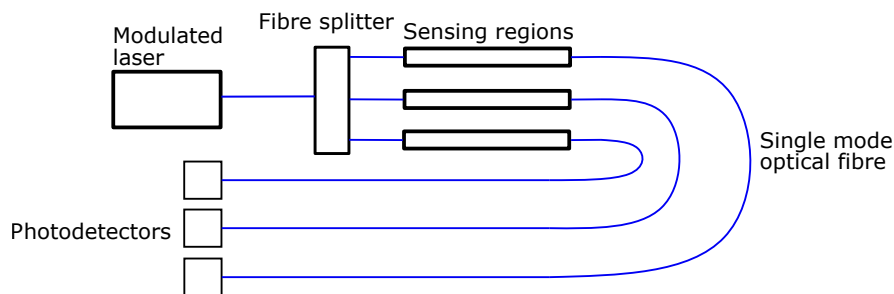 Modulated
laser
Fibre splitter
Sensing regions
Single mode
optical fibre
Photodetectors